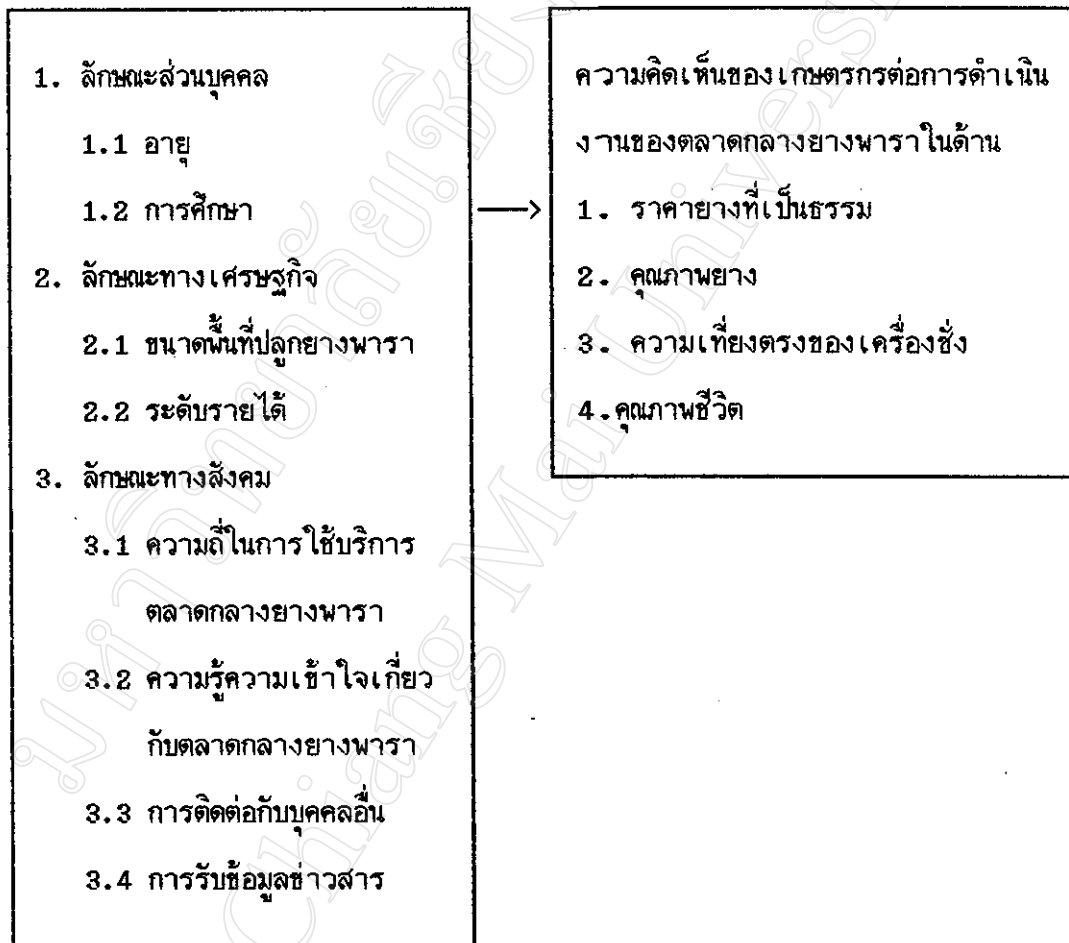 1. ลักษณะส่วนบุคคล
1.1 อายุ
1.2 การศึกษา
2. ลักษณะทางเศรษฐกิจ
2.1 ขนาดพื้นที่ปลูกยางพารา
2.2 ระดับรายได้
3. ลักษณะทางสังคม
3.1 ความถี่ในการใช้บริการ
ตลาดกลางยางพารา
3.2 ความรู้ความเข้าใจเกี่ยว
กับตลาดกลางยางพารา
3.3 การติดต่อกับบุคคลอื่น
3.4 การรับข้อมูลข่าวสาร
ความคิดเห็นของเกษตรกรต่อการดำเนิน
งานของตลาดกลางยางพาราในด้าน
1. ราคายางที่เป็นธรรม
2. คุณภาพยาง
3. ความเที่ยงตรงของเครื่องชั่ง
4.คุณภาพชีวิต
Chiang Mai Univers